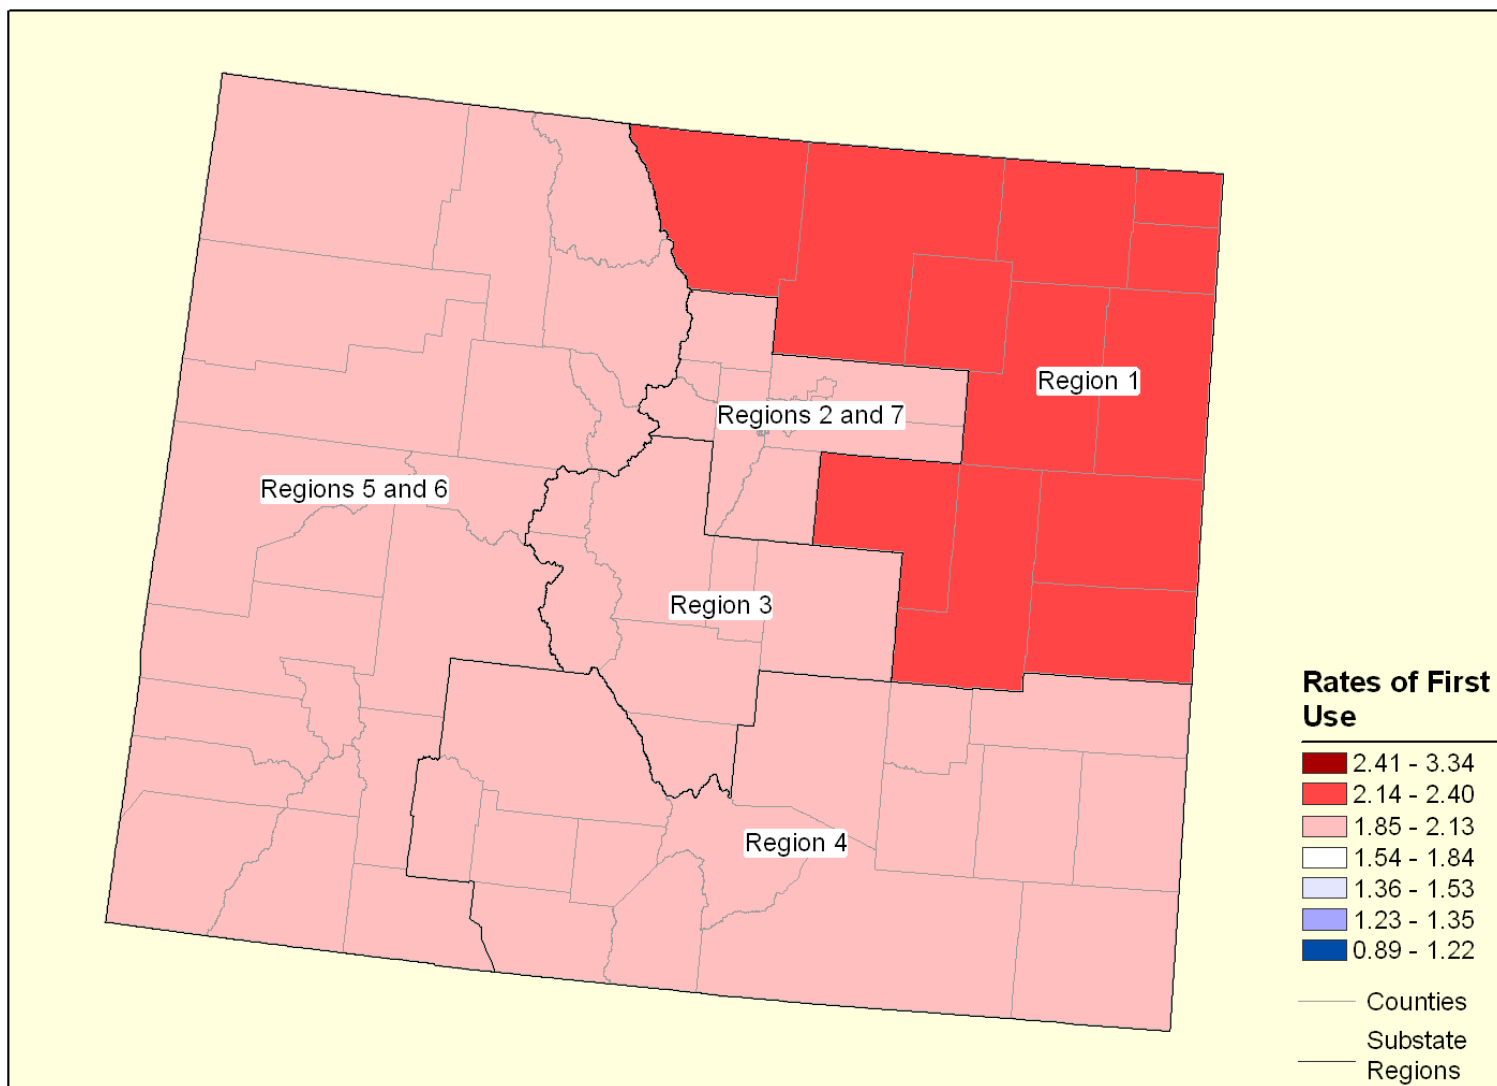 Region 1
Regions 2 and 7
Regions 5 and 6
Region 3
Region 4
Rates of First
Use
2.41 - 3.34
2.14 - 2.40
1.85 - 2.13
1.54 - 1.84
1.36 - 1.53
1.23 - 1.35
0.89 - 1.22
Counties
Substate
Regions